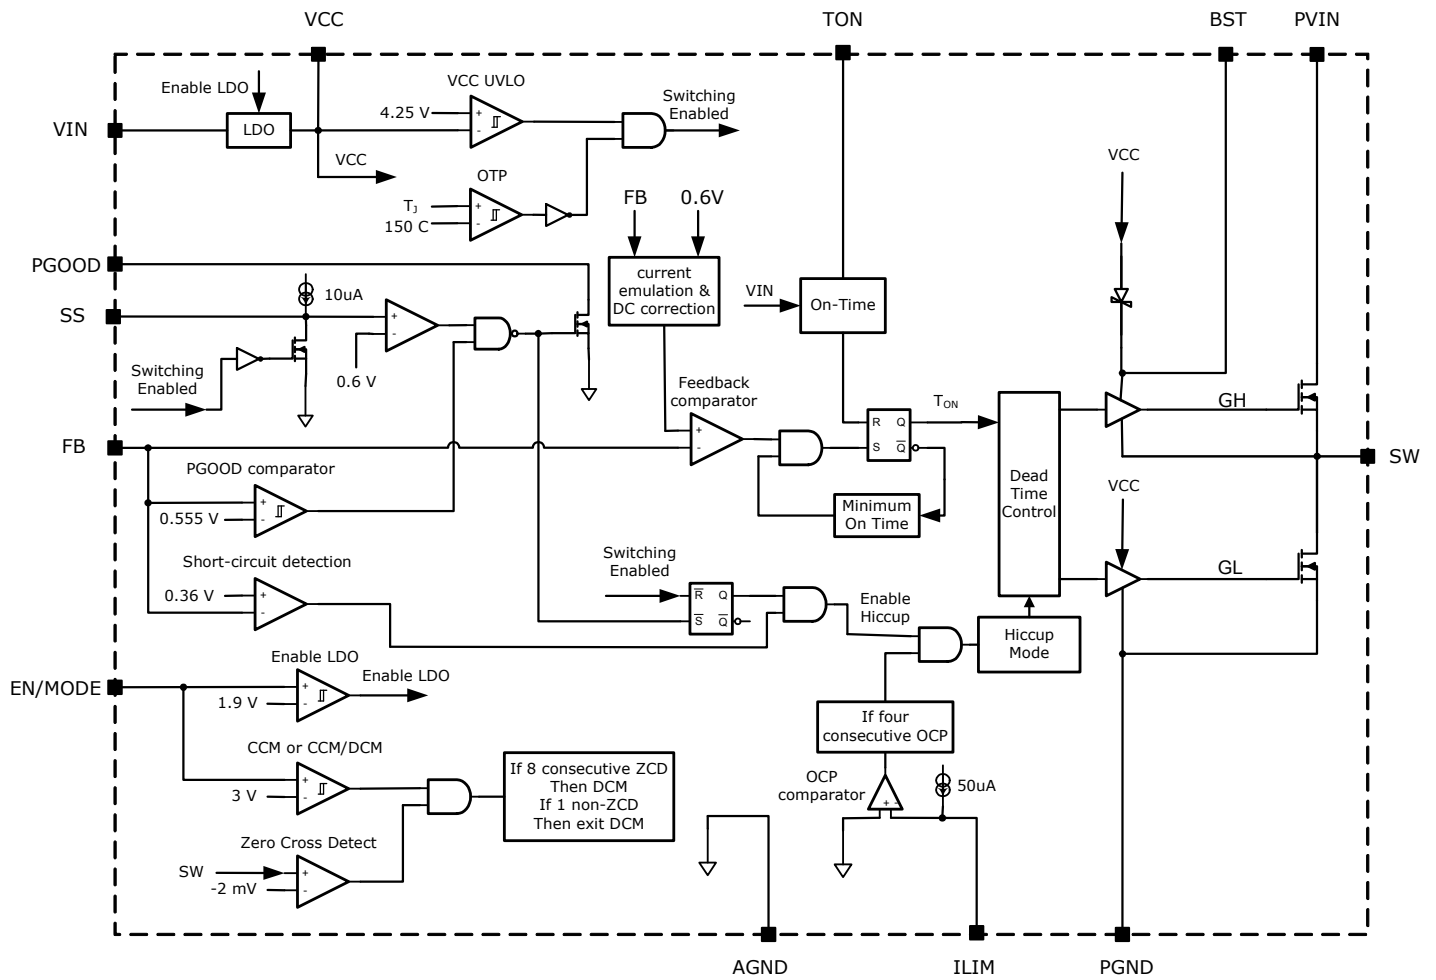 VCC
TON
BST
PVIN
Enable LDO
VCC UVLO
Switching
Enabled
4.25 V
+
-
VIN
LDO
VCC
VCC
OTP
TJ
150 C
+
-
FB
0.6V
PGOOD
current
emulation &
DC correction
10uA
VIN
On-Time
SS
+
-
0.6 V
Switching
Enabled
Feedback
comparator
TON
GH
+
-
R
Q
S
Q
FB
SW
PGOOD comparator
+
-
0.555 V
Dead
Time
Control
VCC
Minimum
On Time
Short-circuit detection
Switching
Enabled
GL
0.36 V
+
-
R
Q
S
Q
Enable
Hiccup
Hiccup
Mode
Enable LDO
Enable LDO
EN/MODE
+
-
1.9 V
If four
consecutive OCP
CCM or CCM/DCM
+
-
3 V
If 8 consecutive ZCD
Then DCM
If 1 non-ZCD
Then exit DCM
OCP
comparator
50uA
+
-
Zero Cross Detect
SW
+
-
-2 mV
AGND
ILIM
PGND